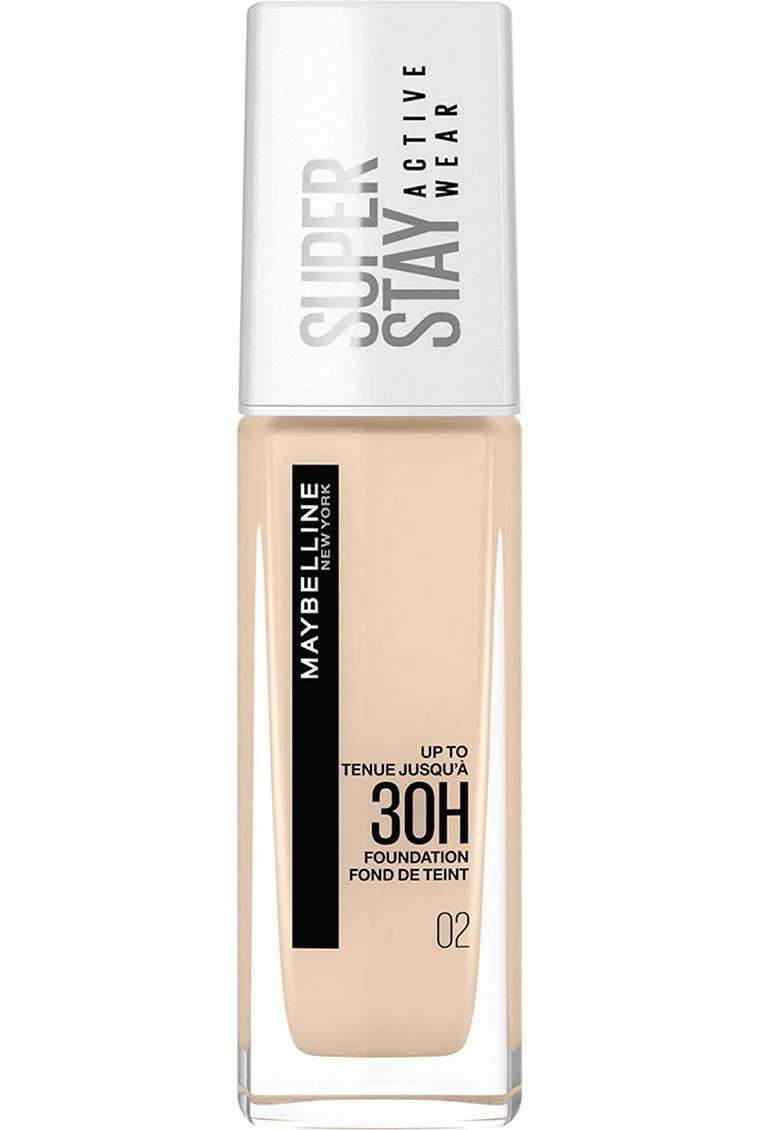 SUPER
STAY
ACTIVE
WEAR
MAYBELLINE
NEW YORK
UP TO
TENUE JUSQU'À
30H
FOUNDATION
FOND DE TEINT
02